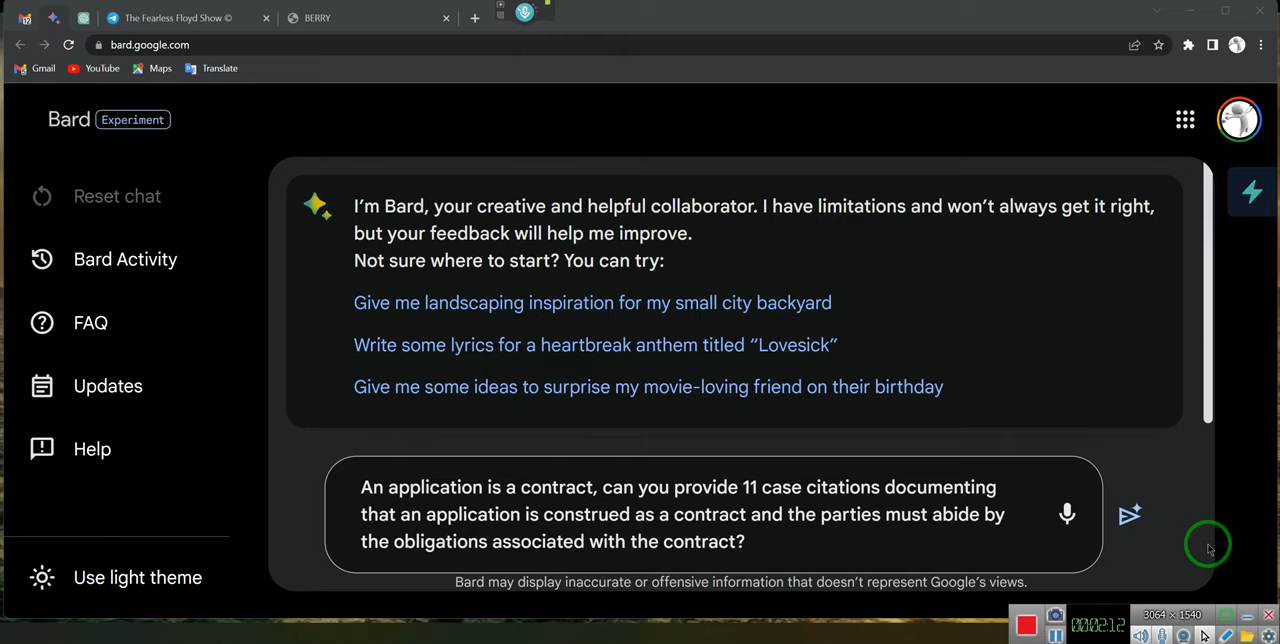 The Fearless Floyd Show ©
BERRY
bard.google.com
Gmail
YouTube
Maps
Translate
Bard
Experiment
Reset chat
Bard Activity
FAQ
Updates
Help
Use light theme
I'm Bard, your creative and helpful collaborator. I have limitations and won't always get it right,
but your feedback will help me improve.
Not sure where to start? You can try:
Give me landscaping inspiration for my small city backyard
Write some lyrics for a heartbreak anthem titled “Lovesick”
Give me some ideas to surprise my movie-loving friend on their birthday
An application is a contract, can you provide 11 case citations documenting
that an application is construed as a contract and the parties must abide by
the obligations associated with the contract?
Bard may display inaccurate or offensive information that doesn't represent Google's views.
3064 × 1540
00:02:12